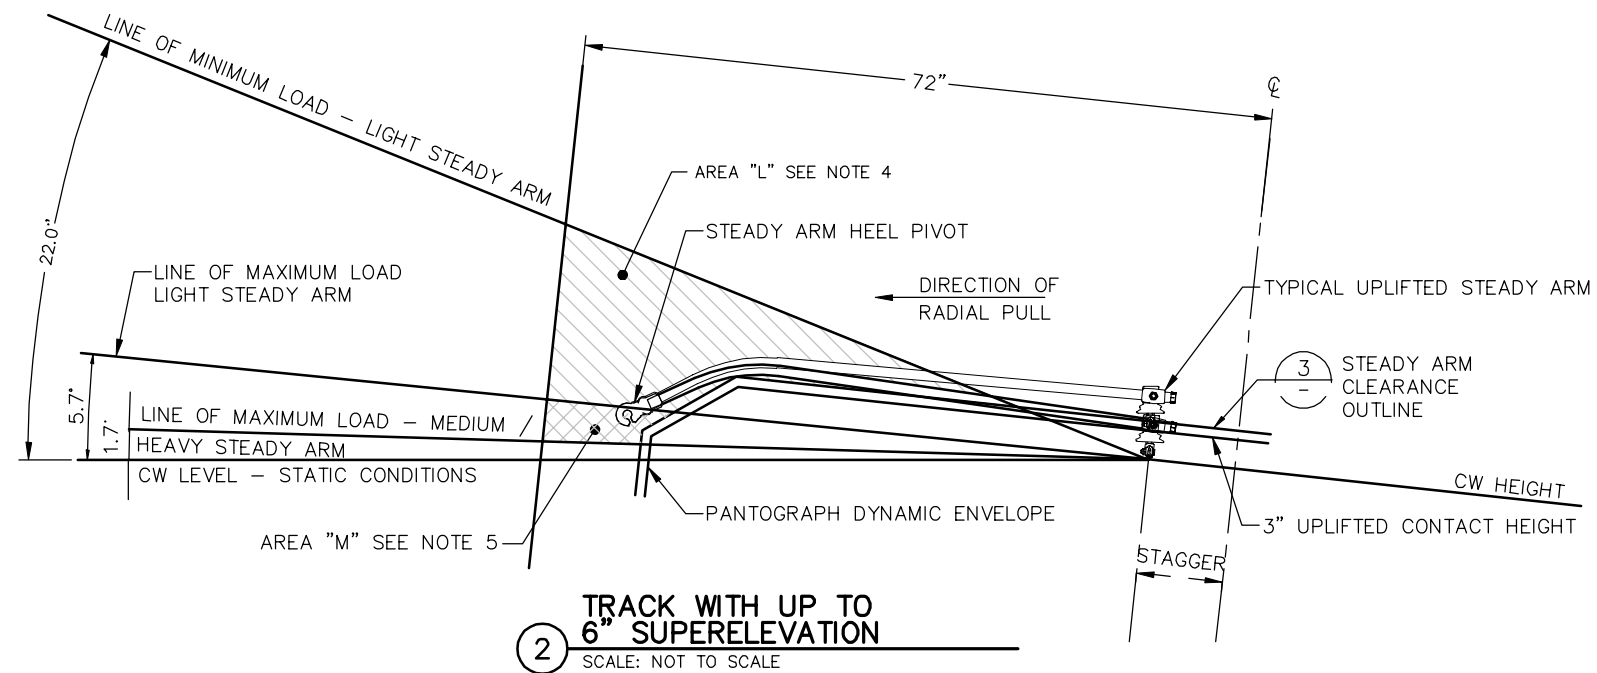 LINE OF MINIMUM LOAD – LIGHT STEADY ARM
72"
℄
22.0°
AREA "L" SEE NOTE 4
STEADY ARM HEEL PIVOT
LINE OF MAXIMUM LOAD
LIGHT STEADY ARM
DIRECTION OF
RADIAL PULL
TYPICAL UPLIFTED STEADY ARM
3
–
STEADY ARM
CLEARANCE
OUTLINE
5.7°
1.7°
LINE OF MAXIMUM LOAD – MEDIUM /
HEAVY STEADY ARM
CW LEVEL – STATIC CONDITIONS
CW HEIGHT
PANTOGRAPH DYNAMIC ENVELOPE
3" UPLIFTED CONTACT HEIGHT
AREA "M" SEE NOTE 5
STAGGER
2
TRACK WITH UP TO
6" SUPERELEVATION
SCALE: NOT TO SCALE